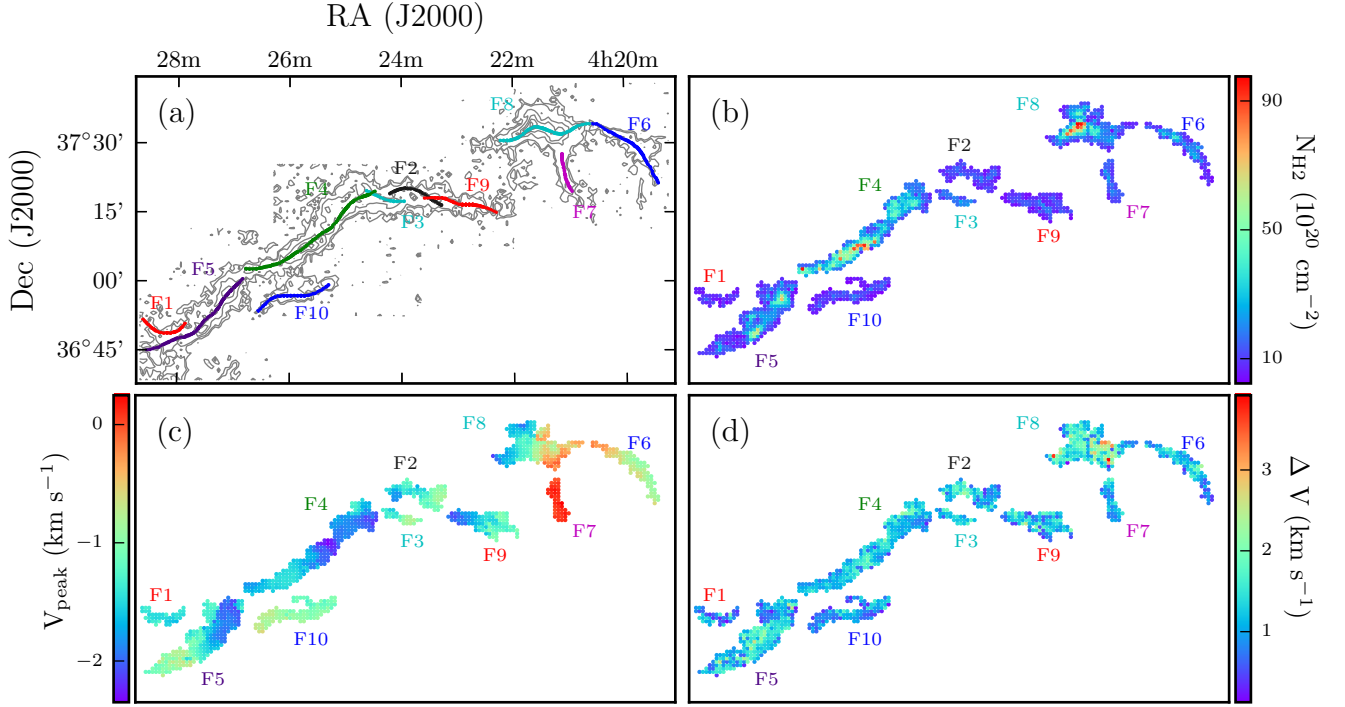 RA (J2000)
28m 26m 24m 22m 4h20m
Dec (J2000)
37°30’
15’
00’
36°45’
(a)
F8
F6
F2
F4
F9
F7
F3
F5
F1
F10
(b)
F8
F6
F2
F4
F7
F3
F9
F1
F10
F5
90
50
10
N_H2 (10^20 cm^−2)
0
−1
−2
V_peak (km s^−1)
(c)
F8
F6
F2
F4
F7
F3
F9
F1
F10
F5
(d)
F8
F6
F2
F4
F7
F3
F9
F1
F10
F5
3
2
1
Δ V (km s^−1)